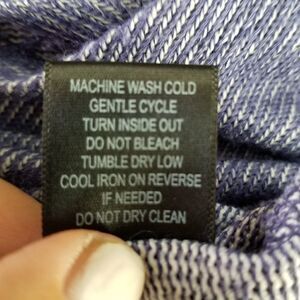 MACHINE WASH COLD
GENTLE CYCLE
TURN INSIDE OUT
DO NOT BLEACH
TUMBLE DRY LOW
COOL IRON ON REVERSE
IF NEEDED
DO NOT DRY CLEAN